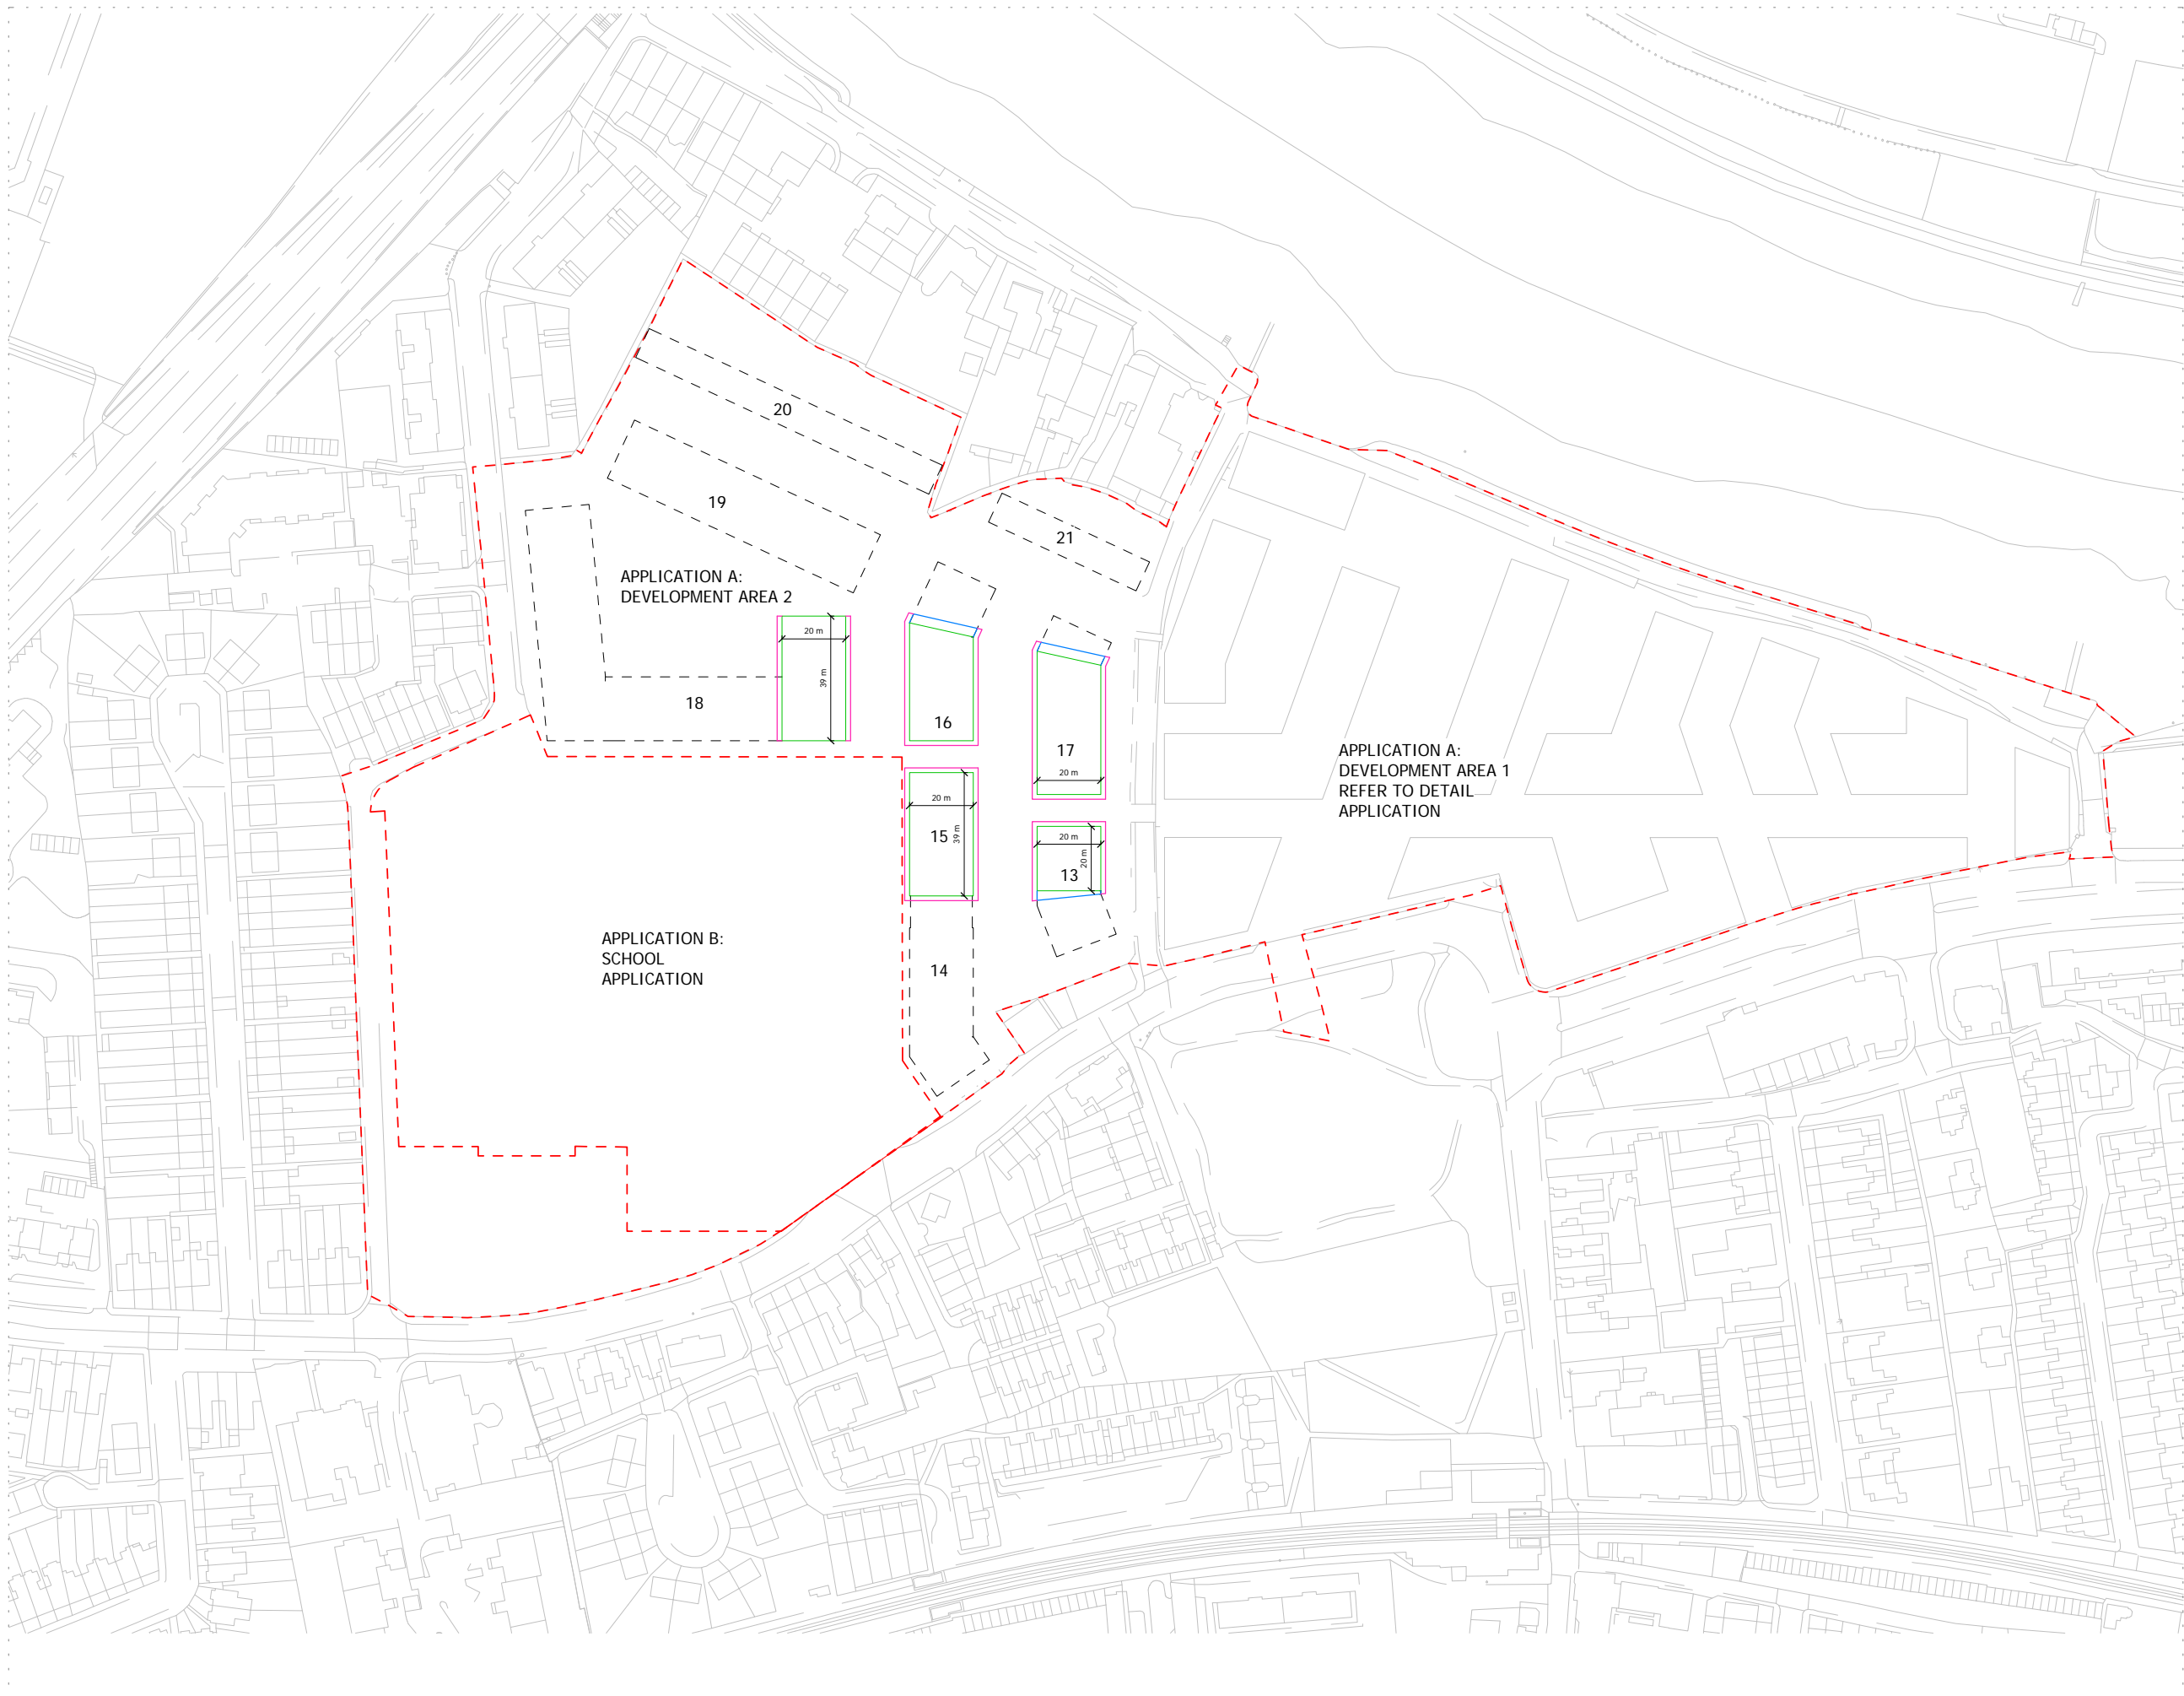 20
19
21
APPLICATION A:
DEVELOPMENT AREA 2
20 m
39 m
18
16
17
20 m
APPLICATION A:
DEVELOPMENT AREA 1
REFER TO DETAIL
APPLICATION
20 m
15
39 m
20 m
20 m
13
APPLICATION B:
SCHOOL
APPLICATION
14